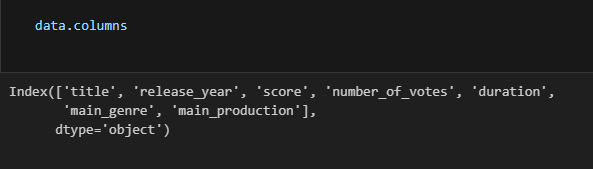 data.columns
Index(['title', 'release_year', 'score', 'number_of_votes', 'duration',
'main_genre', 'main_production'],
dtype='object')